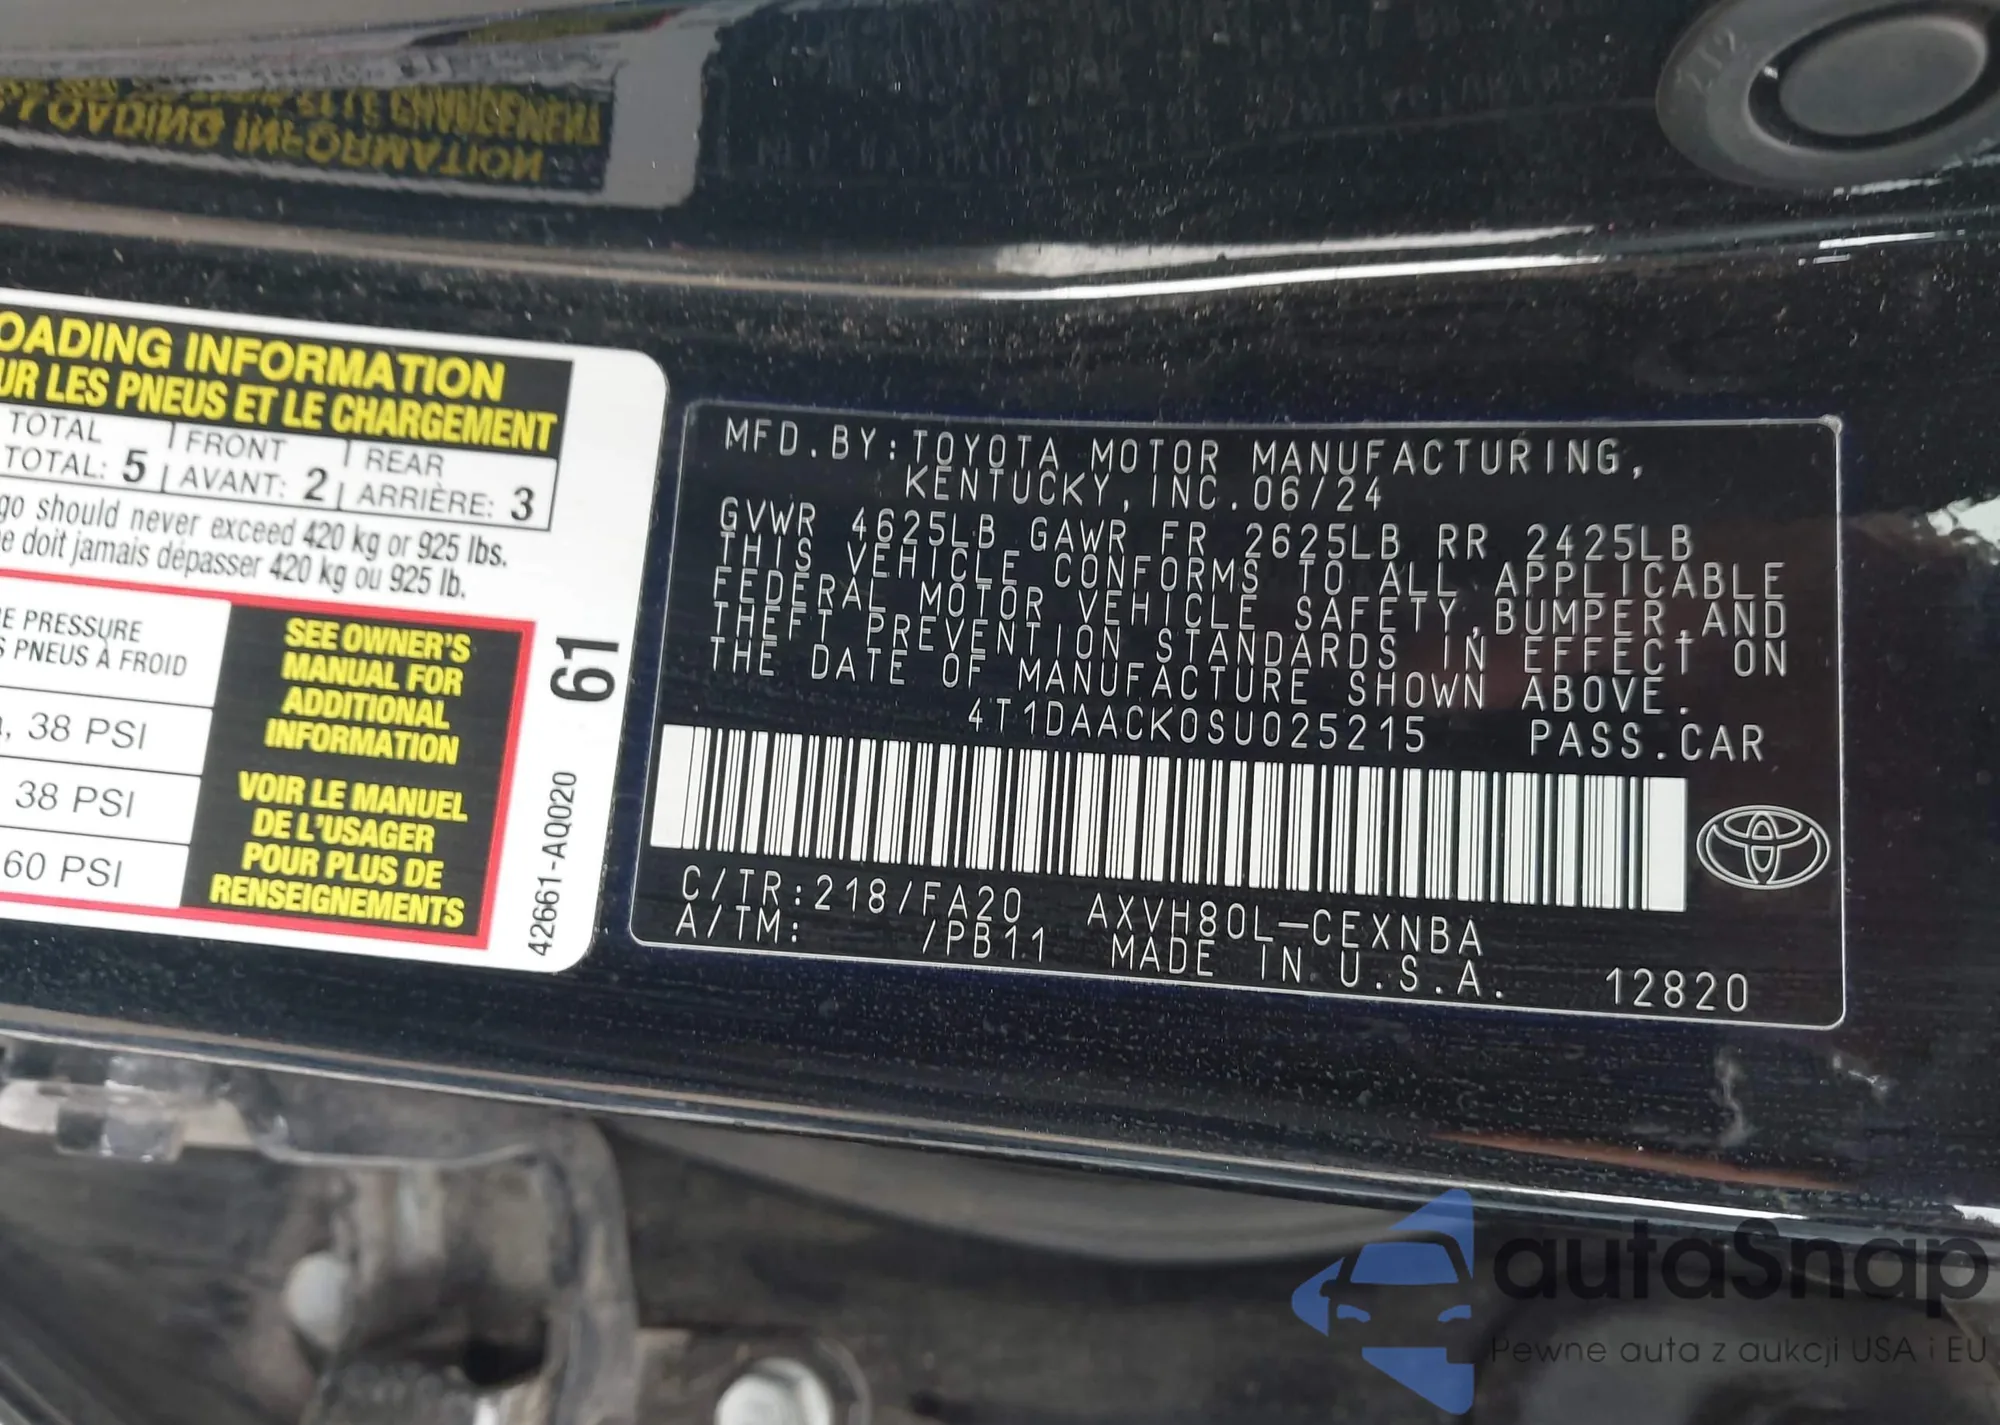 OADING INFORMATION
UR LES PNEUS ET LE CHARGEMENT
TOTAL FRONT REAR
TOTAL: 5 AVANT: 2 ARRIÈRE: 3
go should never exceed 420 kg or 925 lbs.
e doit jamais dépasser 420 kg ou 925 lb.
E PRESSURE
S PNEUS À FROID
, 38 PSI
38 PSI
60 PSI
SEE OWNER'S
MANUAL FOR
ADDITIONAL
INFORMATION
VOIR LE MANUEL
DE L'USAGER
POUR PLUS DE
RENSEIGNEMENTS
61
42661-AQ020
MFD.BY:TOYOTA MOTOR MANUFACTURING,
KENTUCKY,INC.06/24
GVWR 4625LB GAWR FR 2625LB RR 2425LB
THIS VEHICLE CONFORMS TO ALL APPLICABLE
FEDERAL MOTOR VEHICLE SAFETY,BUMPER,AND
THEFT PREVENTION STANDARDS IN EFFECT ON
THE DATE OF MANUFACTURE SHOWN ABOVE.
4T1DAACK0SU025215 PASS.CAR
C/TR:218/FA20 AXVH80L-CEXNBA
A/TM: /PB11 MADE IN U.S.A. 12820
autaSnap
Pewne auta z aukcji USA i EU